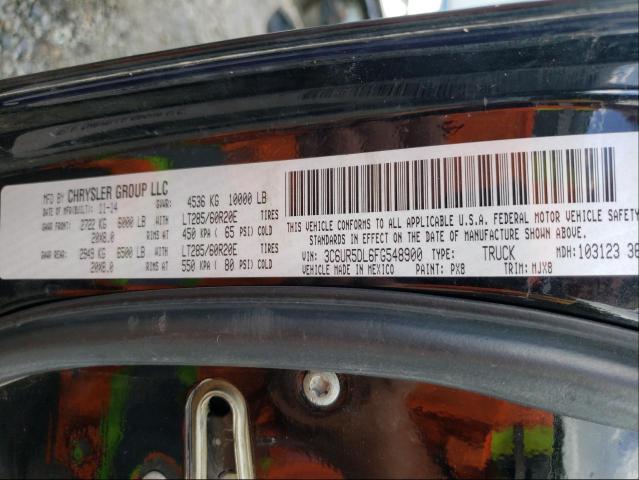 MFD BY CHRYSLER GROUP LLC
DATE OF MFG(BUILT): 11-14 GVWR: 4536 KG 10000 LB
GAWR FRONT: 2722 KG 6000 LB WITH LT285/60R20E TIRES
20X8.0 RIMS AT 450 KPA ( 65 PSI) COLD
GAWR REAR: 2949 KG 6500 LB WITH LT285/60R20E TIRES
20X8.0 RIMS AT 550 KPA ( 80 PSI) COLD
THIS VEHICLE CONFORMS TO ALL APPLICABLE U.S.A. FEDERAL MOTOR VEHICLE SAFETY
STANDARDS IN EFFECT ON THE DATE OF MANUFACTURE SHOWN ABOVE.
VIN: 3C6UR5DL6FG548900 TYPE: TRUCK MDH: 103123
VEHICLE MADE IN MEXICO PAINT: PX8 TRIM: MJX8